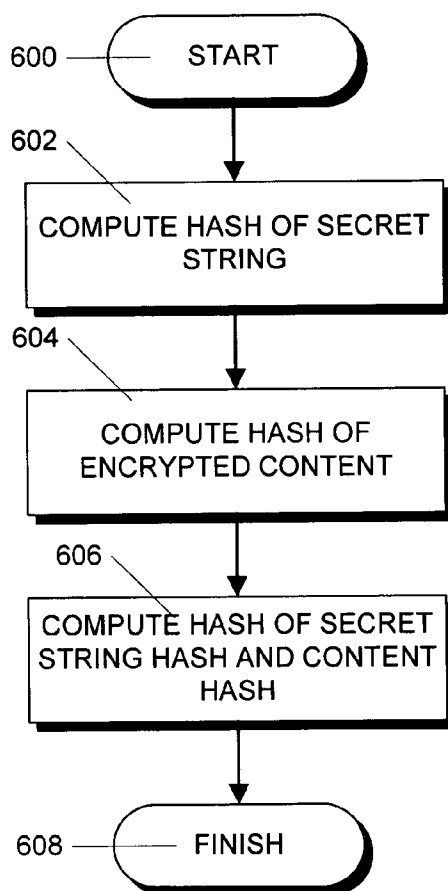 600
START
602
COMPUTE HASH OF SECRET
STRING
604
COMPUTE HASH OF
ENCRYPTED CONTENT
606
COMPUTE HASH OF SECRET
STRING HASH AND CONTENT
HASH
608
FINISH